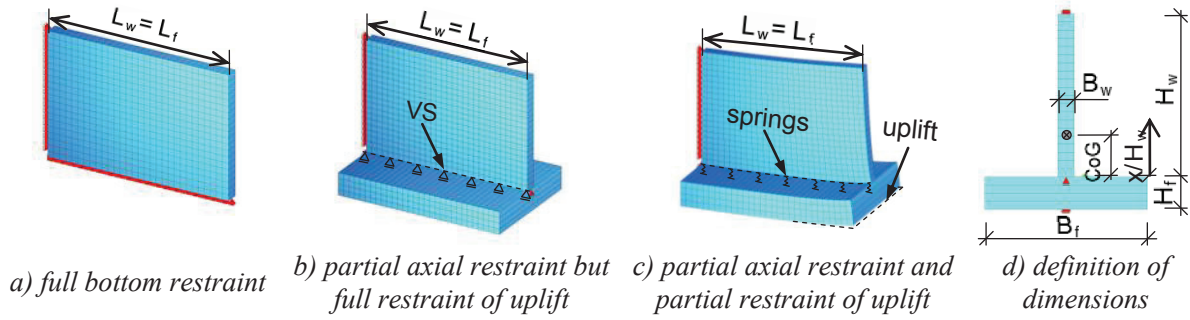 L_w = L_f
L_w = L_f
VS
L_w = L_f
springs
uplift
B_w
H_w
CoG
x/H_w
H_f
B_f
a) full bottom restraint
b) partial axial restraint but
full restraint of uplift
c) partial axial restraint and
partial restraint of uplift
d) definition of
dimensions